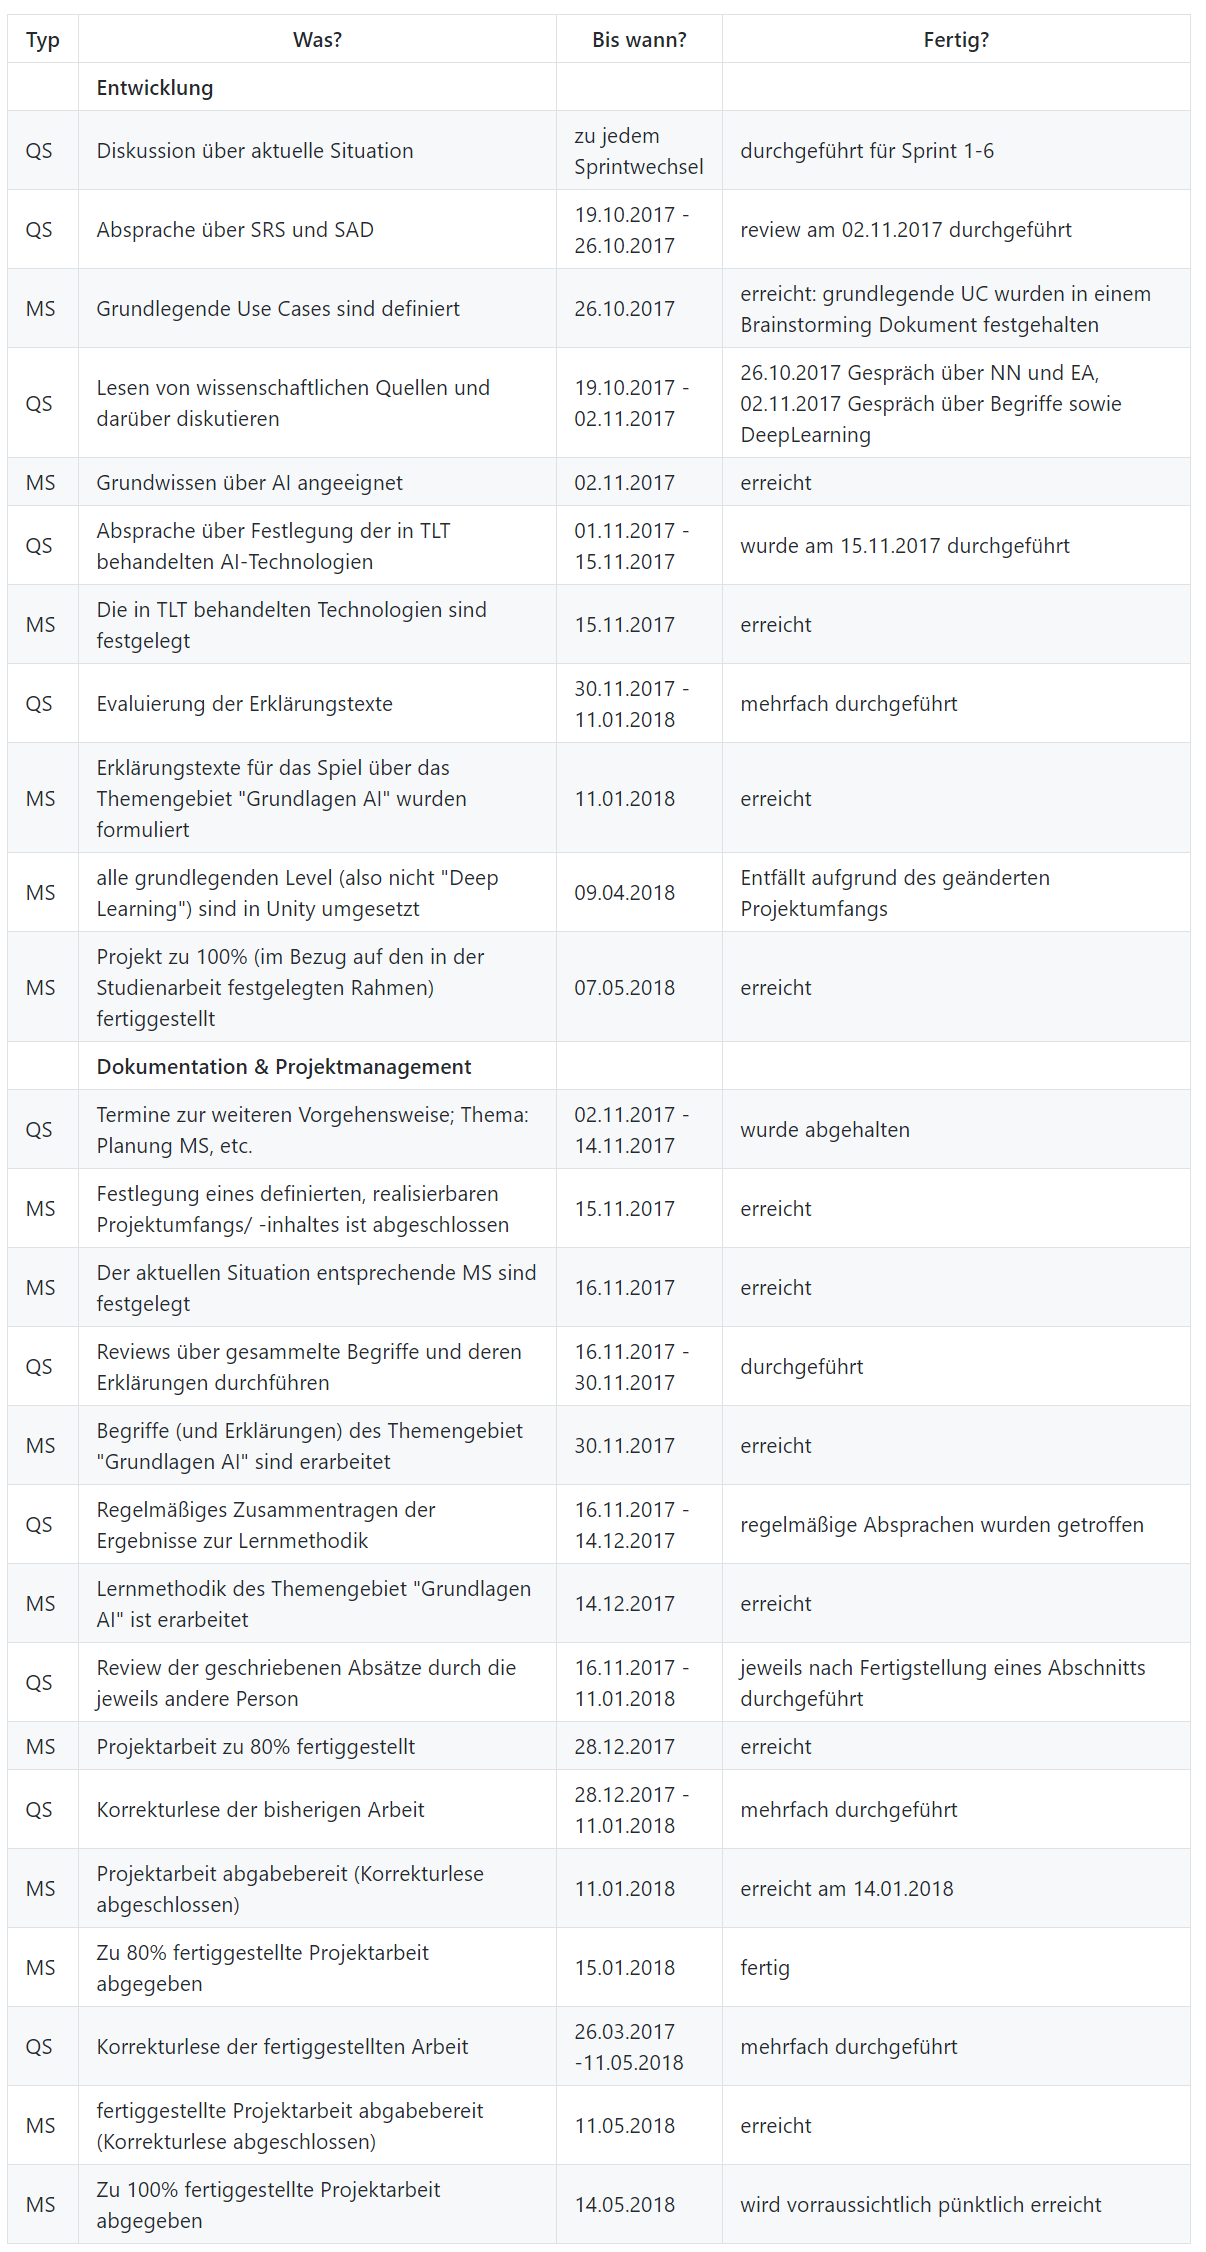 Typ Was? Bis wann? Fertig?
Entwicklung
QS Diskussion über aktuelle Situation zu jedem
Sprintwechsel durchgeführt für Sprint 1-6
QS Absprache über SRS und SAD 19.10.2017 -
26.10.2017 review am 02.11.2017 durchgeführt
MS Grundlegende Use Cases sind definiert 26.10.2017 erreicht: grundlegende UC wurden in einem
Brainstorming Dokument festgehalten
QS Lesen von wissenschaftlichen Quellen und
darüber diskutieren 19.10.2017 -
02.11.2017 26.10.2017 Gespräch über NN und EA,
02.11.2017 Gespräch über Begriffe sowie
DeepLearning
MS Grundwissen über AI angeeignet 02.11.2017 erreicht
QS Absprache über Festlegung der in TLT
behandelten AI-Technologien 01.11.2017 -
15.11.2017 wurde am 15.11.2017 durchgeführt
MS Die in TLT behandelten Technologien sind
festgelegt 15.11.2017 erreicht
QS Evaluierung der Erklärungstexte 30.11.2017 -
11.01.2018 mehrfach durchgeführt
MS Erklärungstexte für das Spiel über das
Themengebiet "Grundlagen AI" wurden
formuliert 11.01.2018 erreicht
MS alle grundlegenden Level (also nicht "Deep
Learning") sind in Unity umgesetzt 09.04.2018 Entfällt aufgrund des geänderten
Projektumfangs
MS Projekt zu 100% (im Bezug auf den in der
Studienarbeit festgelegten Rahmen)
fertiggestellt 07.05.2018 erreicht
Dokumentation & Projektmanagement
QS Termine zur weiteren Vorgehensweise; Thema:
Planung MS, etc. 02.11.2017 -
14.11.2017 wurde abgehalten
MS Festlegung eines definierten, realisierbaren
Projektumfangs/ -inhaltes ist abgeschlossen 15.11.2017 erreicht
MS Der aktuellen Situation entsprechende MS sind
festgelegt 16.11.2017 erreicht
QS Reviews über gesammelte Begriffe und deren
Erklärungen durchführen 16.11.2017 -
30.11.2017 durchgeführt
MS Begriffe (und Erklärungen) des Themengebiet
"Grundlagen AI" sind erarbeitet 30.11.2017 erreicht
QS Regelmäßiges Zusammentragen der
Ergebnisse zur Lernmethodik 16.11.2017 -
14.12.2017 regelmäßige Absprachen wurden getroffen
MS Lernmethodik des Themengebiet "Grundlagen
AI" ist erarbeitet 14.12.2017 erreicht
QS Review der geschriebenen Absätze durch die
jeweils andere Person 16.11.2017 -
11.01.2018 jeweils nach Fertigstellung eines Abschnitts
durchgeführt
MS Projektarbeit zu 80% fertiggestellt 28.12.2017 erreicht
QS Korrekturlese der bisherigen Arbeit 28.12.2017 -
11.01.2018 mehrfach durchgeführt
MS Projektarbeit abgabebereit (Korrekturlese
abgeschlossen) 11.01.2018 erreicht am 14.01.2018
MS Zu 80% fertiggestellte Projektarbeit
abgegeben 15.01.2018 fertig
QS Korrekturlese der fertiggestellten Arbeit 26.03.2017
-11.05.2018 mehrfach durchgeführt
MS fertiggestellte Projektarbeit abgabebereit
(Korrekturlese abgeschlossen) 11.05.2018 erreicht
MS Zu 100% fertiggestellte Projektarbeit
abgegeben 14.05.2018 wird vorraussichtlich pünktlich erreicht